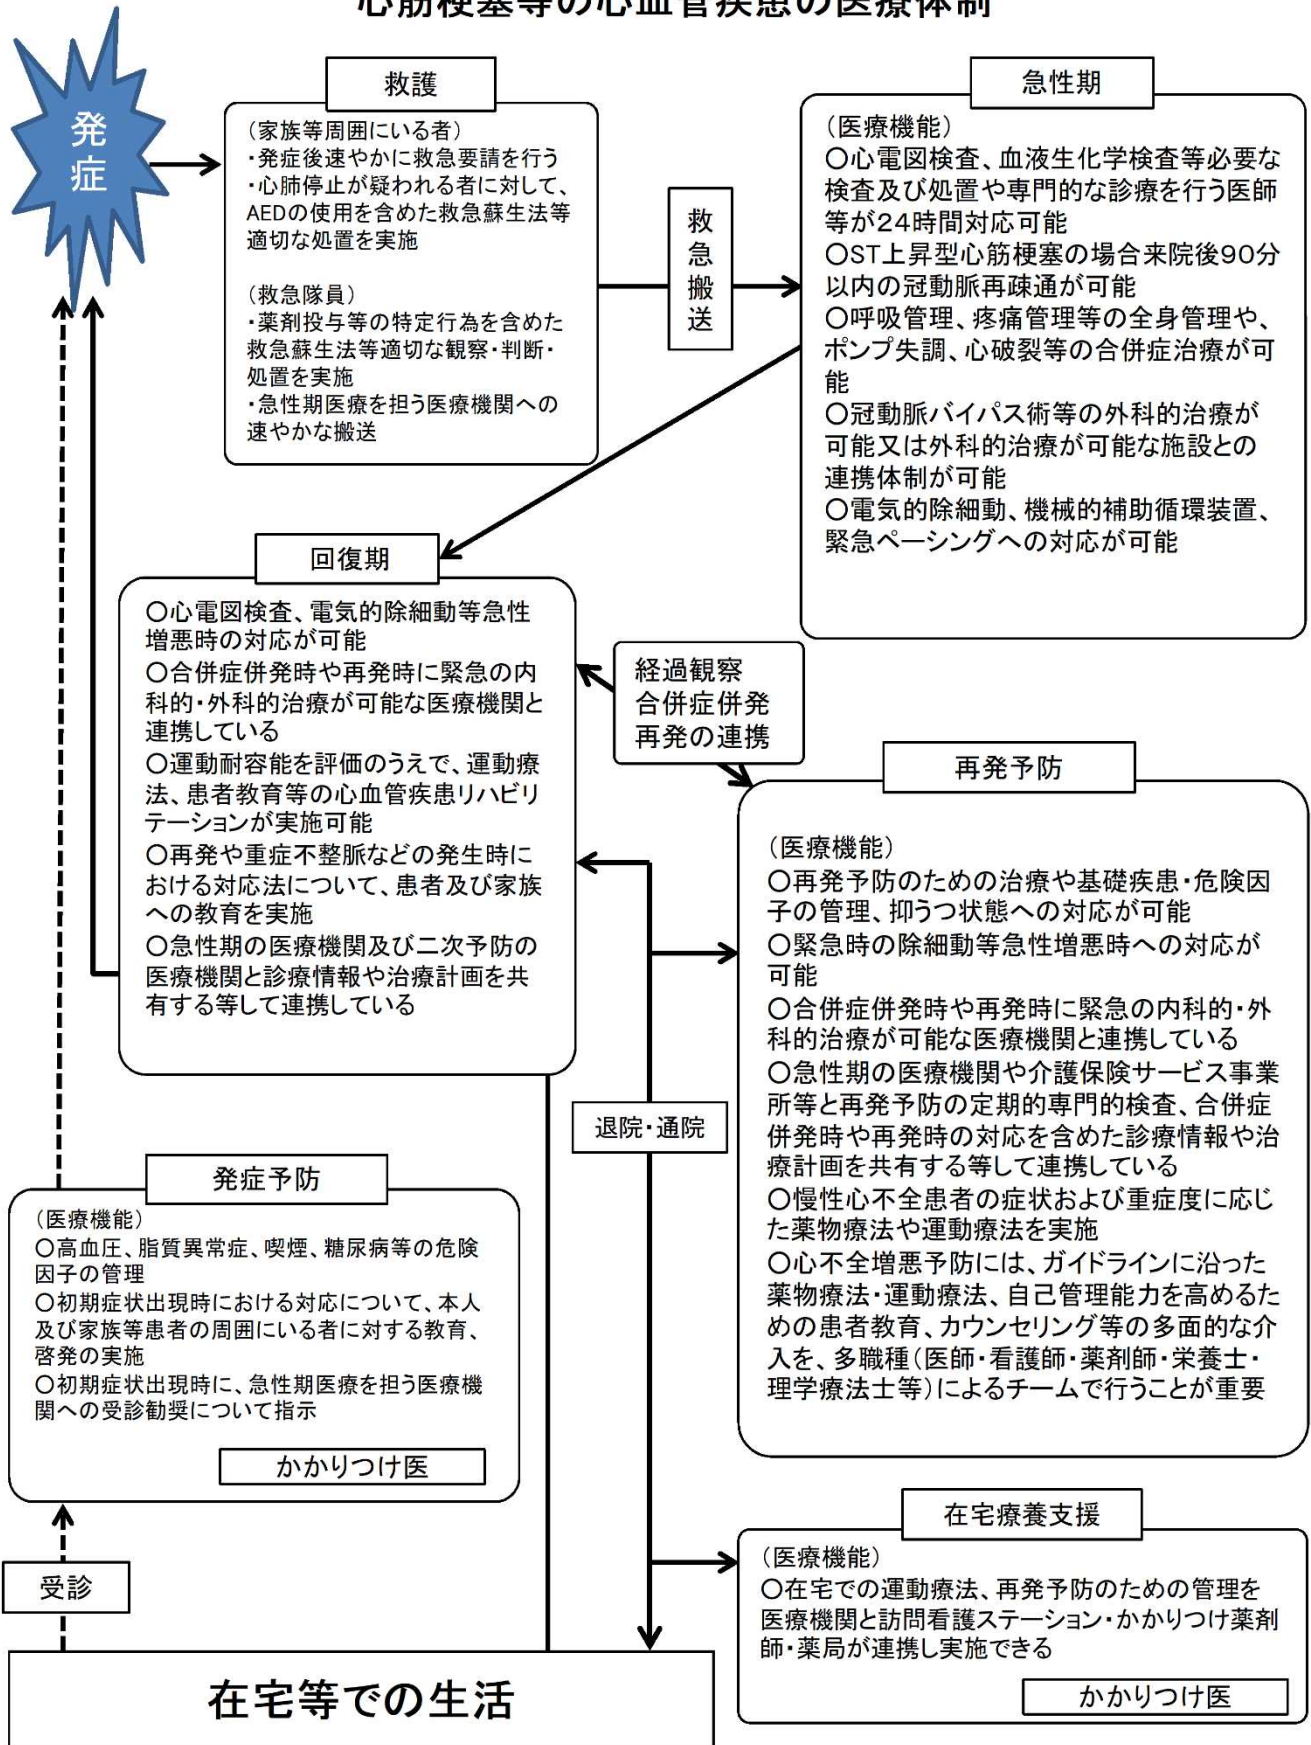 心筋梗塞等の心血管疾患の医療体制
発
症
救護
（家族等周囲にいる者）
・発症後速やかに救急要請を行う
・心肺停止が疑われる者に対して、
AEDの使用を含めた救急蘇生法等
適切な処置を実施
（救急隊員）
・薬剤投与等の特定行為を含めた
救急蘇生法等適切な観察・判断・
処置を実施
・急性期医療を担う医療機関への
速やかな搬送
救
急
搬
送
急性期
（医療機能）
〇心電図検査、血液生化学検査等必要な
検査及び処置や専門的な診療を行う医師
等が24時間対応可能
〇ST上昇型心筋梗塞の場合来院後90分
以内の冠動脈再疎通が可能
〇呼吸管理、疼痛管理等の全身管理や、
ポンプ失調、心破裂等の合併症治療が可
能
〇冠動脈バイパス術等の外科的治療が
可能又は外科的治療が可能な施設との
連携体制が可能
〇電気的除細動、機械的補助循環装置、
緊急ペーシングへの対応が可能
回復期
〇心電図検査、電気的除細動等急性
増悪時の対応が可能
〇合併症併発時や再発時に緊急の内
科的・外科的治療が可能な医療機関と
連携している
〇運動耐容能を評価のうえで、運動療
法、患者教育等の心血管疾患リハビリ
テーションが実施可能
〇再発や重症不整脈などの発生時に
おける対応法について、患者及び家族
への教育を実施
〇急性期の医療機関及び二次予防の
医療機関と診療情報や治療計画を共
有する等して連携している
経過観察
合併症併発
再発の連携
再発予防
（医療機能）
〇再発予防のための治療や基礎疾患・危険因
子の管理、抑うつ状態への対応が可能
〇緊急時の除細動等急性増悪時への対応が
可能
〇合併症併発時や再発時に緊急の内科的・外
科的治療が可能な医療機関と連携している
〇急性期の医療機関や介護保険サービス事業
所等と再発予防の定期的専門的検査、合併症
併発時や再発時の対応を含めた診療情報や治
療計画を共有する等して連携している
〇慢性心不全患者の症状および重症度に応じ
た薬物療法や運動療法を実施
〇心不全増悪予防には、ガイドラインに沿った
薬物療法・運動療法、自己管理能力を高めるた
めの患者教育、カウンセリング等の多面的な介
入を、多職種（医師・看護師・薬剤師・栄養士・
理学療法士等）によるチームで行うことが重要
退院・通院
発症予防
（医療機能）
〇高血圧、脂質異常症、喫煙、糖尿病等の危険
因子の管理
〇初期症状出現時における対応について、本人
及び家族等患者の周囲にいる者に対する教育、
啓発の実施
〇初期症状出現時に、急性期医療を担う医療機
関への受診勧奨について指示
かかりつけ医
受診
在宅療養支援
（医療機能）
〇在宅での運動療法、再発予防のための管理を
医療機関と訪問看護ステーション・かかりつけ薬剤
師・薬局が連携し実施できる
かかりつけ医
在宅等での生活